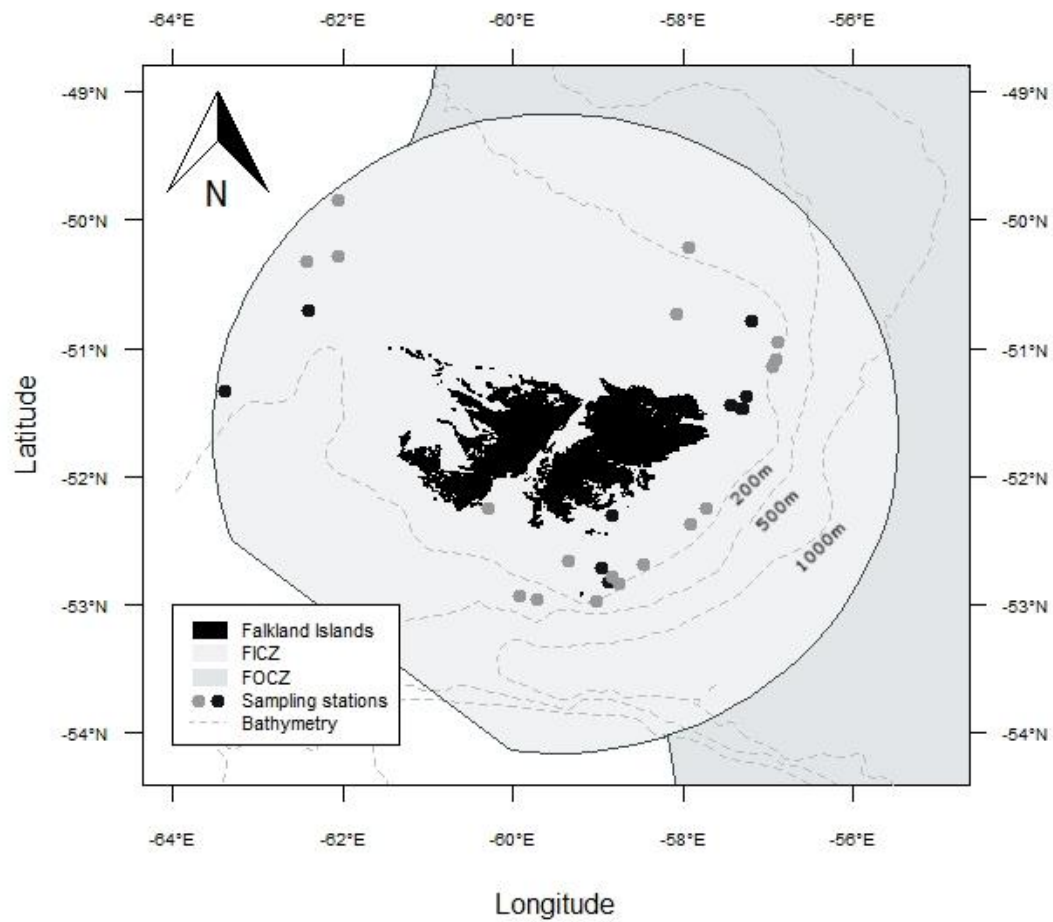 -64°E -62°E -60°E -58°E -56°E
-49°N -49°N
N
-50°N -50°N
-51°N -51°N
Latitude
-52°N -52°N
200m
500m
1000m
-53°N -53°N
Falkland Islands
FICZ
FOCZ
Sampling stations
Bathymetry
-54°N -54°N
-64°E -62°E -60°E -58°E -56°E
Longitude